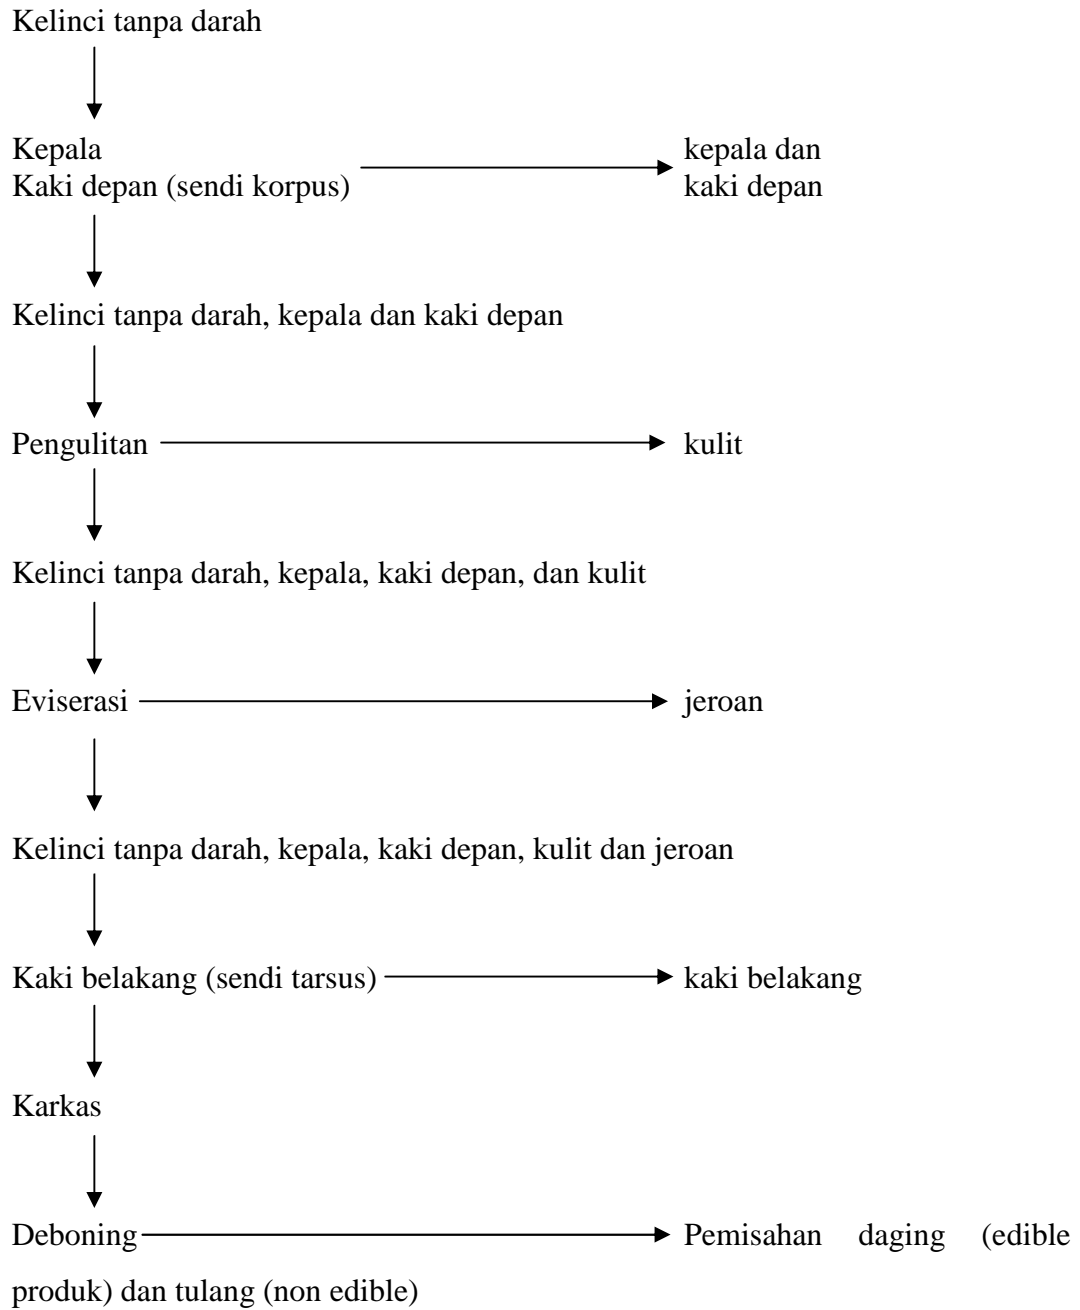 Kelinci tanpa darah
Kepala
Kaki depan (sendi korpus)
kepala dan
kaki depan
Kelinci tanpa darah, kepala dan kaki depan
Pengulitan
kulit
Kelinci tanpa darah, kepala, kaki depan, dan kulit
Eviserasi
jeroan
Kelinci tanpa darah, kepala, kaki depan, kulit dan jeroan
Kaki belakang (sendi tarsus)
kaki belakang
Karkas
Deboning
Pemisahan daging (edible
produk) dan tulang (non edible)